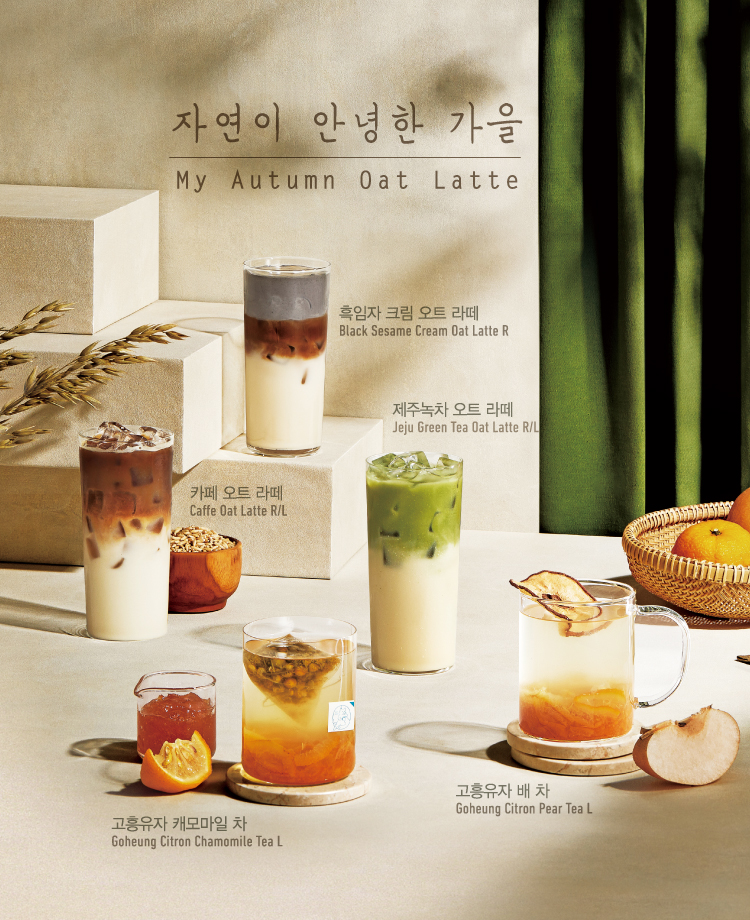 자연이 안녕한 가을
My Autumn Oat Latte
흑임자 크림 오트 라떼
Black Sesame Cream Oat Latte R
제주녹차 오트 라떼
Jeju Green Tea Oat Latte R/L
카페 오트 라떼
Caffe Oat Latte R/L
고흥유자 배 차
Goheung Citron Pear Tea L
고흥유자 캐모마일 차
Goheung Citron Chamomile Tea L